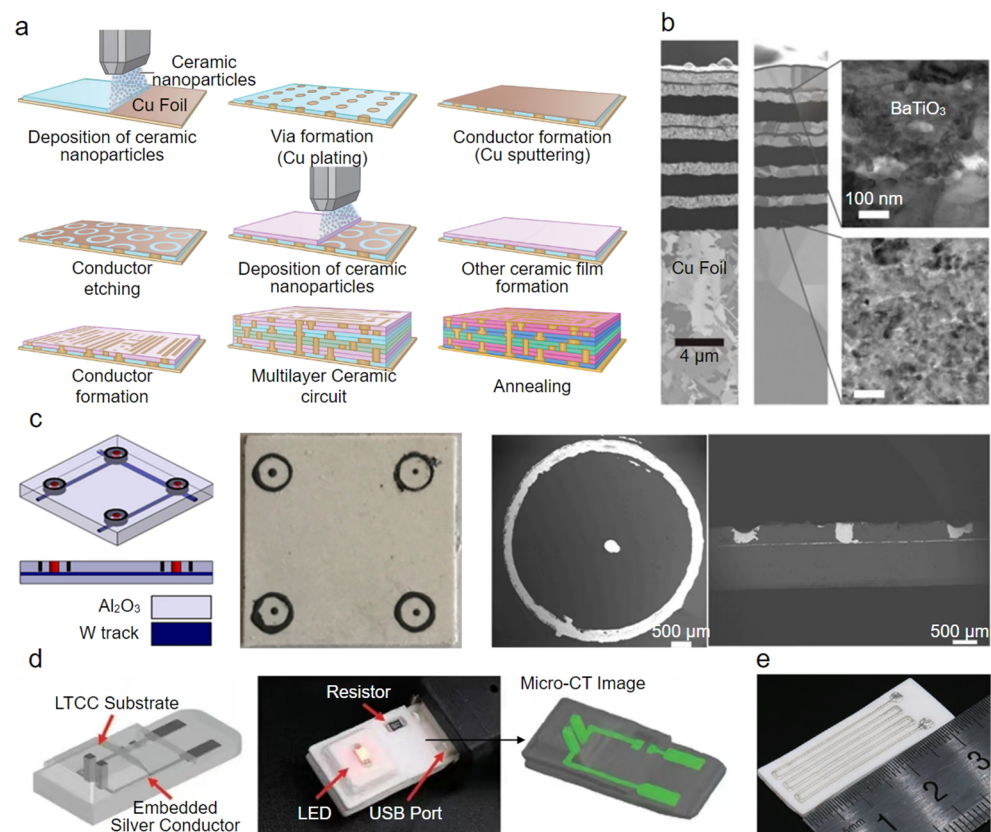 a
Ceramic
nanoparticles
Cu Foil
Deposition of ceramic
nanoparticles
Via formation
(Cu plating)
Conductor formation
(Cu sputtering)
Conductor
etching
Deposition of ceramic
nanoparticles
Other ceramic film
formation
Conductor
formation
Multilayer Ceramic
circuit
Annealing
b
Cu Foil
4 μm
BaTiO₃
100 nm
c
Al₂O₃
W track
500 μm
500 μm
d
LTCC Substrate
Embedded
Silver Conductor
Resistor
LED
USB Port
Micro-CT Image
e
mm
1
2
3